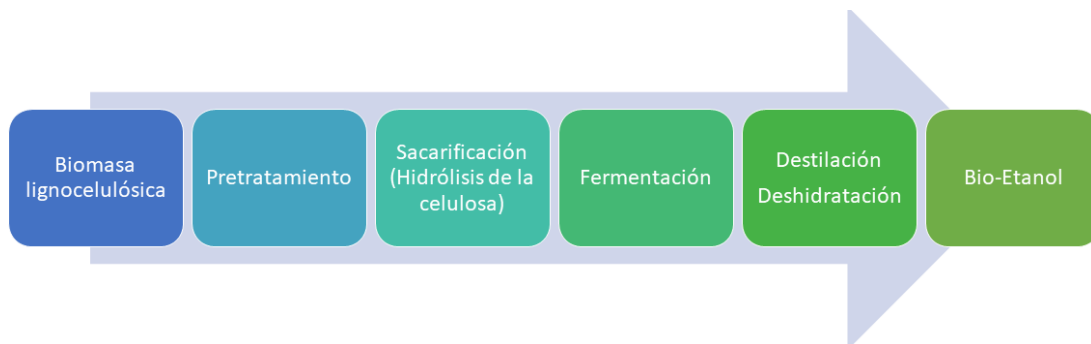 Biomasa
lignocelulósica
Pretratamiento
Sacarificación
(Hidrólisis de la
celulosa)
Fermentación
Destilación
Deshidratación
Bio-Etanol